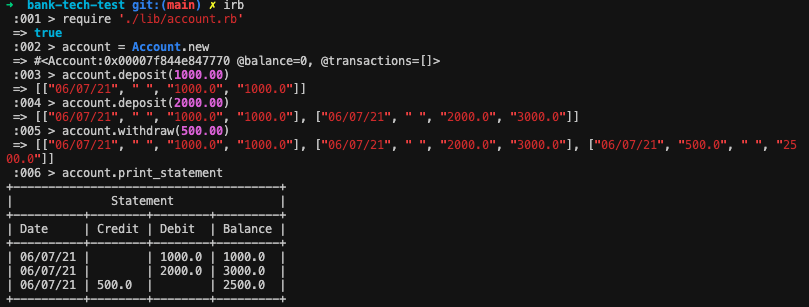 ➜ bank-tech-test git:(main) ✗ irb
:001 > require './lib/account.rb'
=> true
:002 > account = Account.new
=> #<Account:0x00007f844e847770 @balance=0, @transactions=[]>
:003 > account.deposit(1000.00)
=> [["06/07/21", " ", "1000.0", "1000.0"]]
:004 > account.deposit(2000.00)
=> [["06/07/21", " ", "1000.0", "1000.0"], ["06/07/21", " ", "2000.0", "3000.0"]]
:005 > account.withdraw(500.00)
=> [["06/07/21", " ", "1000.0", "1000.0"], ["06/07/21", " ", "2000.0", "3000.0"], ["06/07/21", "500.0", " ", "25
00.0"]]
:006 > account.print_statement
+--------------------------------------+
| Statement |
+----------+--------+--------+---------+
| Date | Credit | Debit | Balance |
+----------+--------+--------+---------+
| 06/07/21 | | 1000.0 | 1000.0 |
| 06/07/21 | | 2000.0 | 3000.0 |
| 06/07/21 | 500.0 | | 2500.0 |
+----------+--------+--------+---------+